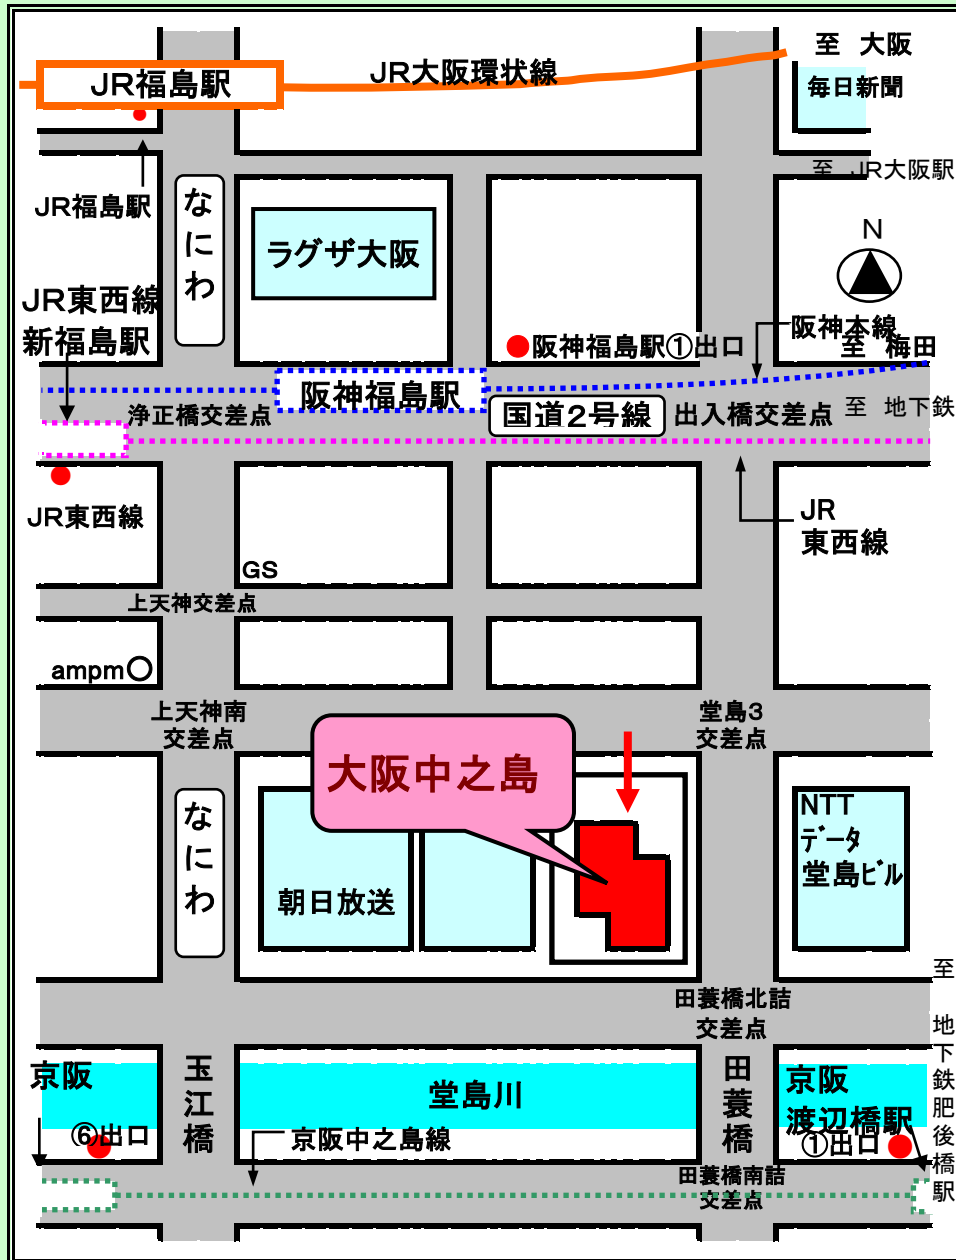 至 大阪
JR福島駅
JR大阪環状線
毎日新聞
至 JR大阪駅
JR福島駅
なにわ
ラグザ大阪
N
JR東西線
新福島駅
阪神福島駅①出口
阪神本線
至 梅田
阪神福島駅
浄正橋交差点
国道2号線
出入橋交差点
至 地下鉄
JR東西線
JR
東西線
GS
上天神交差点
ampm
上天神南
交差点
堂島3
交差点
大阪中之島
なにわ
朝日放送
NTT
データ
堂島ビル
田蓑橋北詰
交差点
至 地下鉄肥後橋駅
京阪
⑥出口
玉江橋
堂島川
田蓑橋
京阪
渡辺橋駅
①出口
京阪中之島線
田蓑橋南詰
交差点